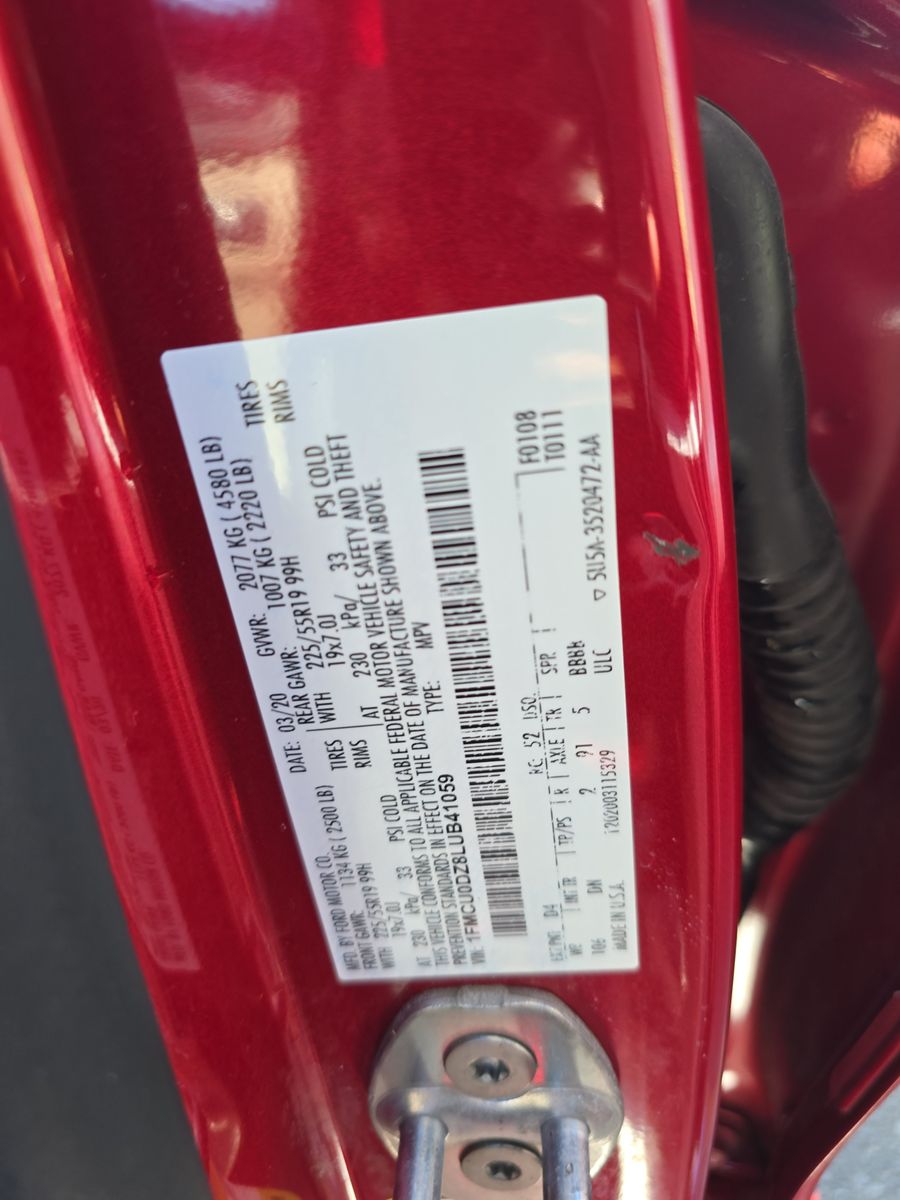 MFD. BY FORD MOTOR CO.
DATE: 03/20 GVWR: 2077 KG ( 4580 LB)
FRONT GAWR: 1134 KG ( 2500 LB) REAR GAWR: 1007 KG ( 2220 LB)
WITH 225/55R19 99H TIRES WITH 225/55R19 99H TIRES
19x7.0J RIMS 19x7.0J RIMS
AT 230 kPa/ 33 PSI COLD AT 230 kPa/ 33 PSI COLD
THIS VEHICLE CONFORMS TO ALL APPLICABLE FEDERAL MOTOR VEHICLE SAFETY AND THEFT
PREVENTION STANDARDS IN EFFECT ON THE DATE OF MANUFACTURE SHOWN ABOVE.
VIN: 1FMCU0DZ8LUB41059 TYPE: MPV
F0108
T0111
EXT PNT: D4 RC: 52 DSO:
WB INT TR TP/PS R AXLE TR SPR
106 DN 2 91 5 BBBB
ULC
MADE IN U.S.A. ▽ 5U5A-3520472-AA